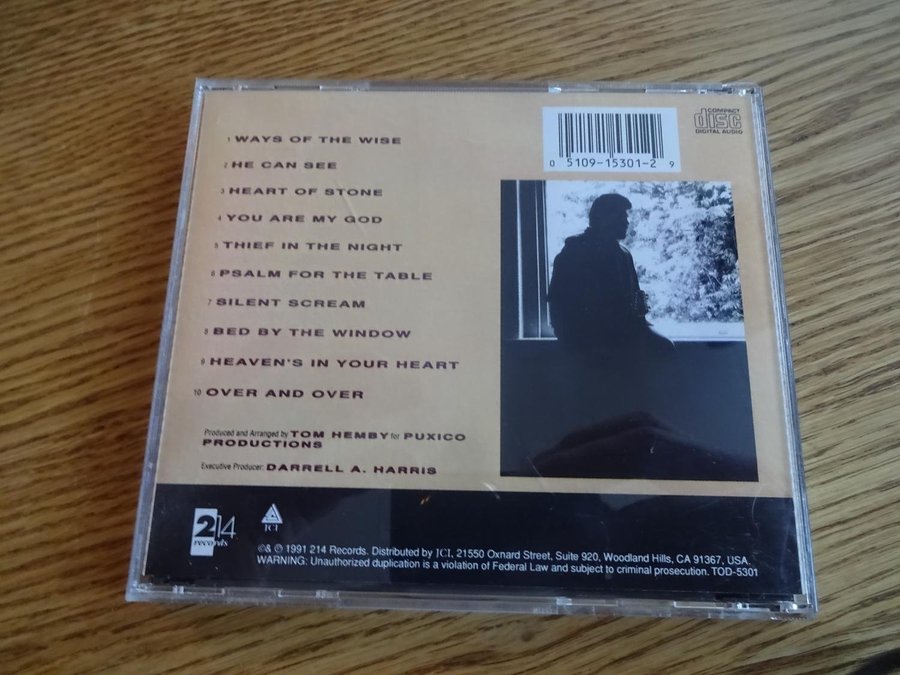 COMPACT
disc
DIGITAL AUDIO
0 5109-15301-2 9
1 WAYS OF THE WISE
2 HE CAN SEE
3 HEART OF STONE
4 YOU ARE MY GOD
5 THIEF IN THE NIGHT
6 PSALM FOR THE TABLE
7 SILENT SCREAM
8 BED BY THE WINDOW
9 HEAVEN'S IN YOUR HEART
10 OVER AND OVER
Produced and Arranged by TOM HEMBY for PUXICO
PRODUCTIONS
Executive Producer: DARRELL A. HARRIS
214
records
JCI
©& ℗ 1991 214 Records. Distributed by JCI, 21550 Oxnard Street, Suite 920, Woodland Hills, CA 91367, USA.
WARNING: Unauthorized duplication is a violation of Federal Law and subject to criminal prosecution. TOD-5301